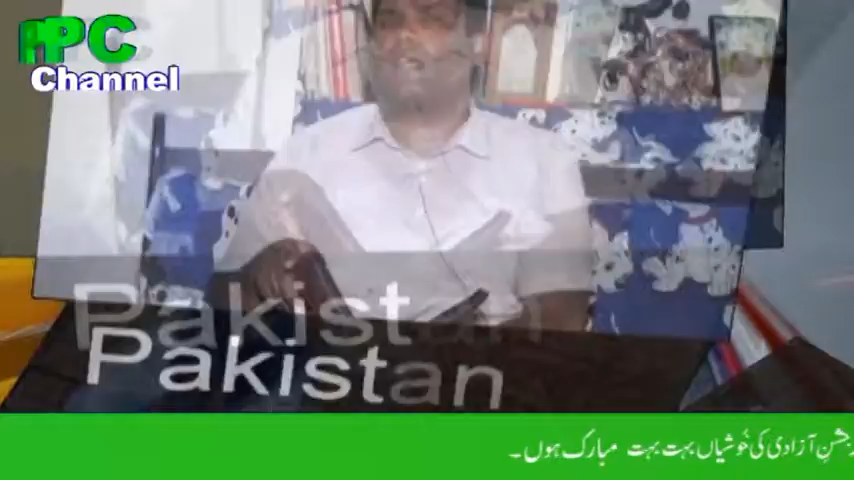 PC
Channel
Pakistan
Pakistan
جشنِ آزادی کی خوشیاں بہت بہت مبارک ہوں۔